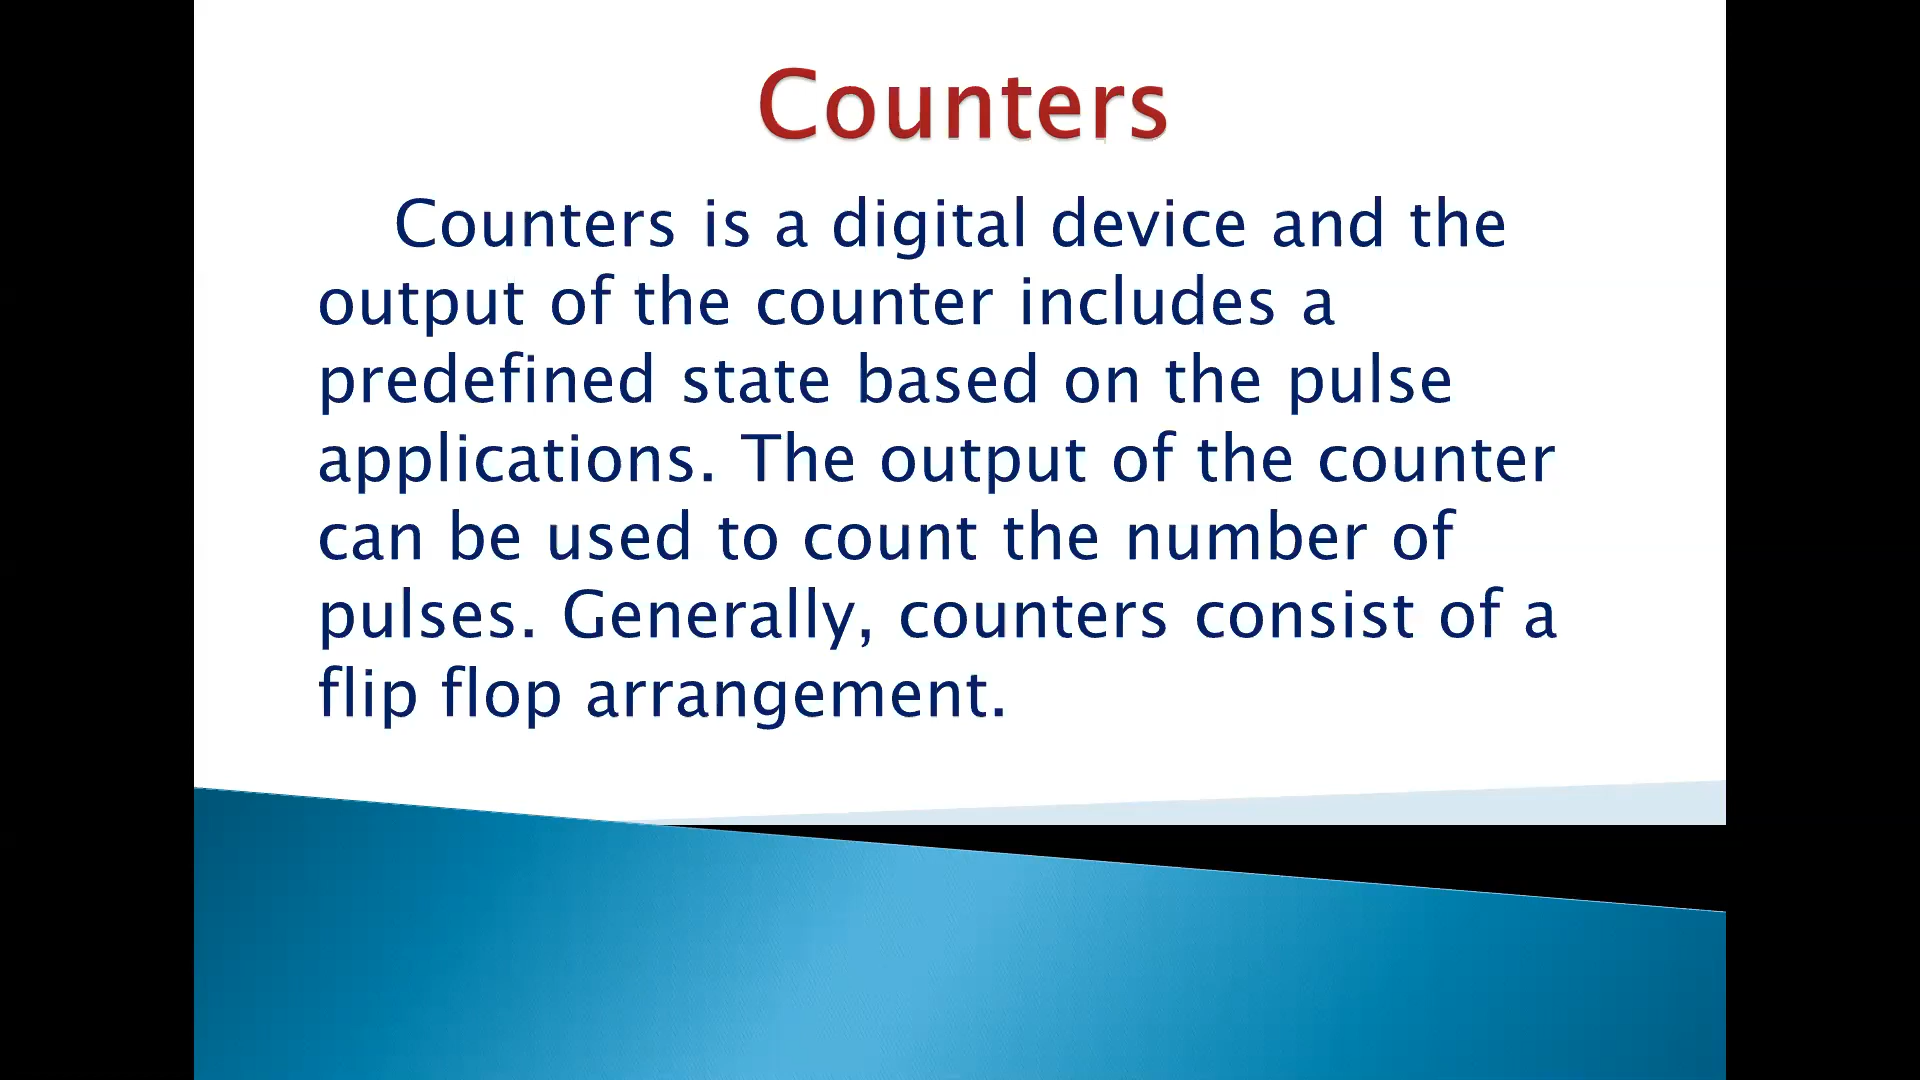 Counters
Counters is a digital device and the
output of the counter includes a
predefined state based on the pulse
applications. The output of the counter
can be used to count the number of
pulses. Generally, counters consist of a
flip flop arrangement.